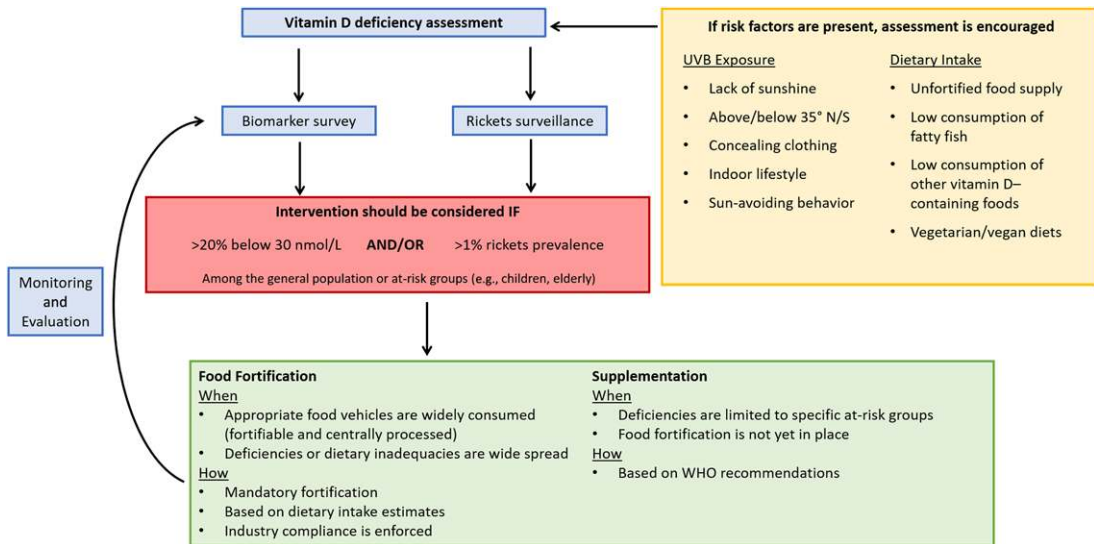 Vitamin D deficiency assessment
If risk factors are present, assessment is encouraged
UVB Exposure
• Lack of sunshine
• Above/below 35° N/S
• Concealing clothing
• Indoor lifestyle
• Sun-avoiding behavior
Dietary Intake
• Unfortified food supply
• Low consumption of
fatty fish
• Low consumption of
other vitamin D–
containing foods
• Vegetarian/vegan diets
Biomarker survey
Rickets surveillance
Intervention should be considered IF
>20% below 30 nmol/L AND/OR >1% rickets prevalence
Among the general population or at-risk groups (e.g., children, elderly)
Monitoring
and
Evaluation
Food Fortification
When
• Appropriate food vehicles are widely consumed
(fortifiable and centrally processed)
• Deficiencies or dietary inadequacies are wide spread
How
• Mandatory fortification
• Based on dietary intake estimates
• Industry compliance is enforced
Supplementation
When
• Deficiencies are limited to specific at-risk groups
• Food fortification is not yet in place
How
• Based on WHO recommendations